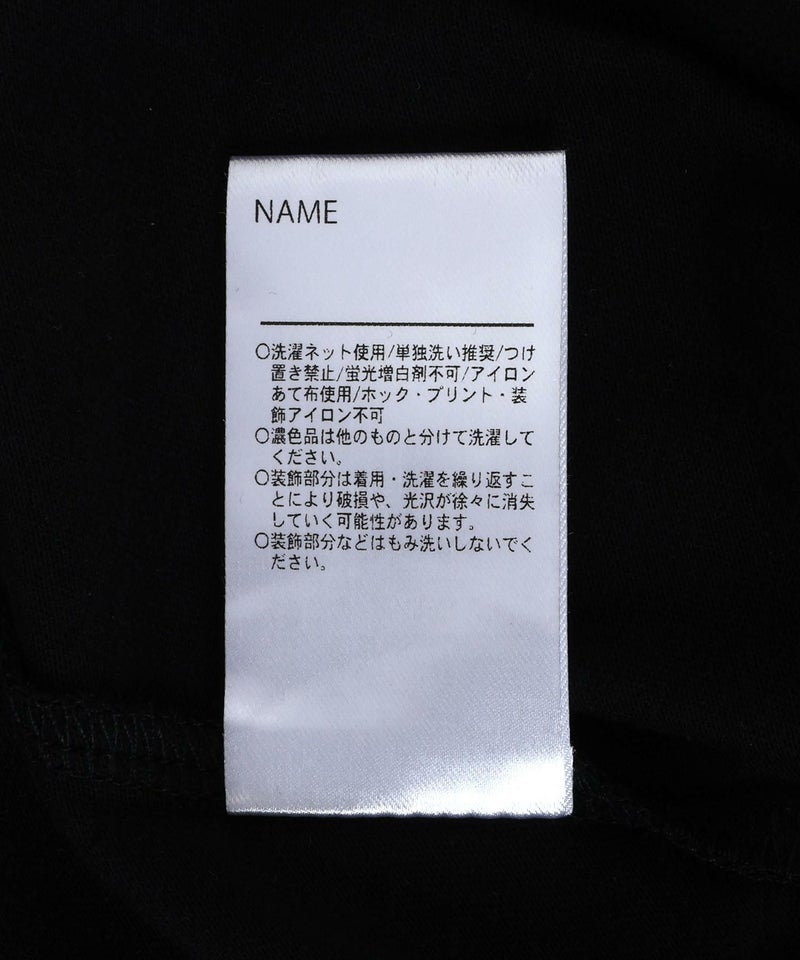 NAME
○洗濯ネット使用/単独洗い推奨/つけ
置き禁止/蛍光増白剤不可/アイロン
あて布使用/ホック・プリント・装
飾アイロン不可
○濃色品は他のものと分けて洗濯して
ください。
○装飾部分は着用・洗濯を繰り返すこ
とにより破損や、光沢が徐々に消失
していく可能性があります。
○装飾部分などはもみ洗いしないでく
ださい。